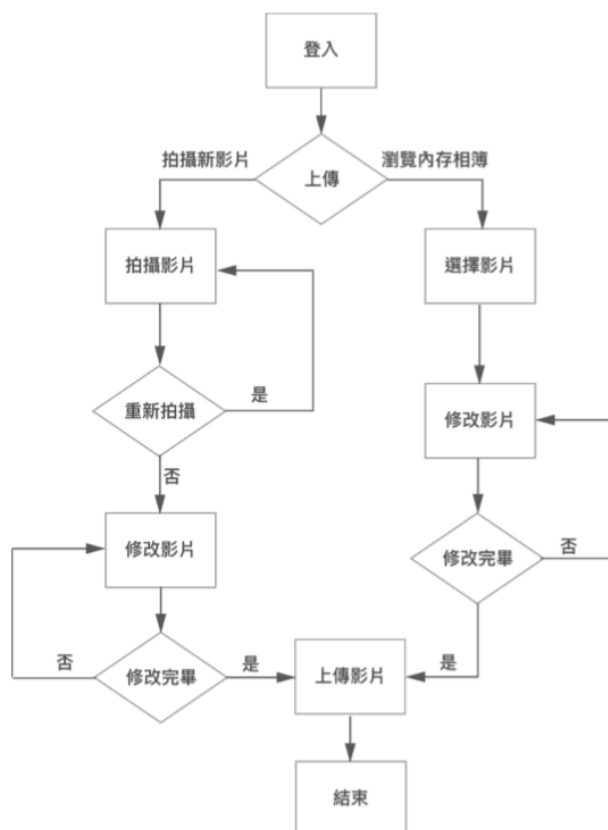 登入
拍攝新影片
瀏覽內存相簿
上傳
拍攝影片
選擇影片
重新拍攝
是
修改影片
否
修改影片
修改完畢
否
否
修改完畢
是
上傳影片
是
結束